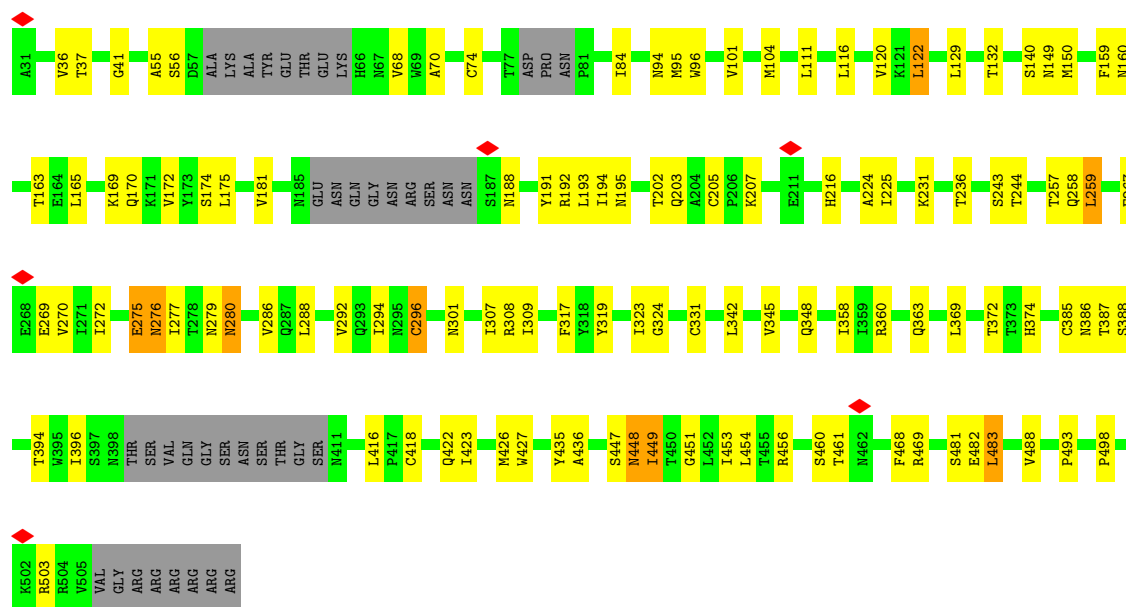 A31 V36 T37 G41 A55 S56 D57 ALA LYS ALA TYR GLU THR GLU LYS H66 N67 V68 W69 A70 C74 T77 ASP PRO ASN P81 I84 N94 M95 W96 V101 M104 L111 L116 V120 K121 L122 L129 T132 S140 N149 M150 F159 N160
T163 E164 L165 K169 Q170 K171 V172 Y173 S174 L175 V181 N185 GLU ASN GLN GLY ASN ARG SER ASN ASN S187 N188 Y191 R192 L193 I194 N195 T202 Q203 A204 C205 P206 K207 E211 H216 A224 I225 K231 T236 S243 T244 T257 Q258 L259
E268 E269 V270 I271 I272 E275 N276 I277 T278 N279 N280 V286 Q287 L288 V292 Q293 I294 N295 C296 N301 I307 R308 I309 F317 Y318 Y319 I323 G324 C331 L342 V345 Q348 I358 I359 R360 Q363 L369 T372 T373 H374 C385 N386 T387 S388
T394 W395 I396 S397 N398 THR SER VAL GLN GLY SER ASN SER THR GLY SER N411 L416 P417 C418 Q422 I423 M426 W427 Y435 A436 S447 N448 I449 T450 G451 L452 I453 L454 T455 R456 S460 T461 N462 F468 R469 S481 E482 L483 V488 P493 P498
K502 R503 R504 V505 VAL GLY ARG ARG ARG ARG ARG